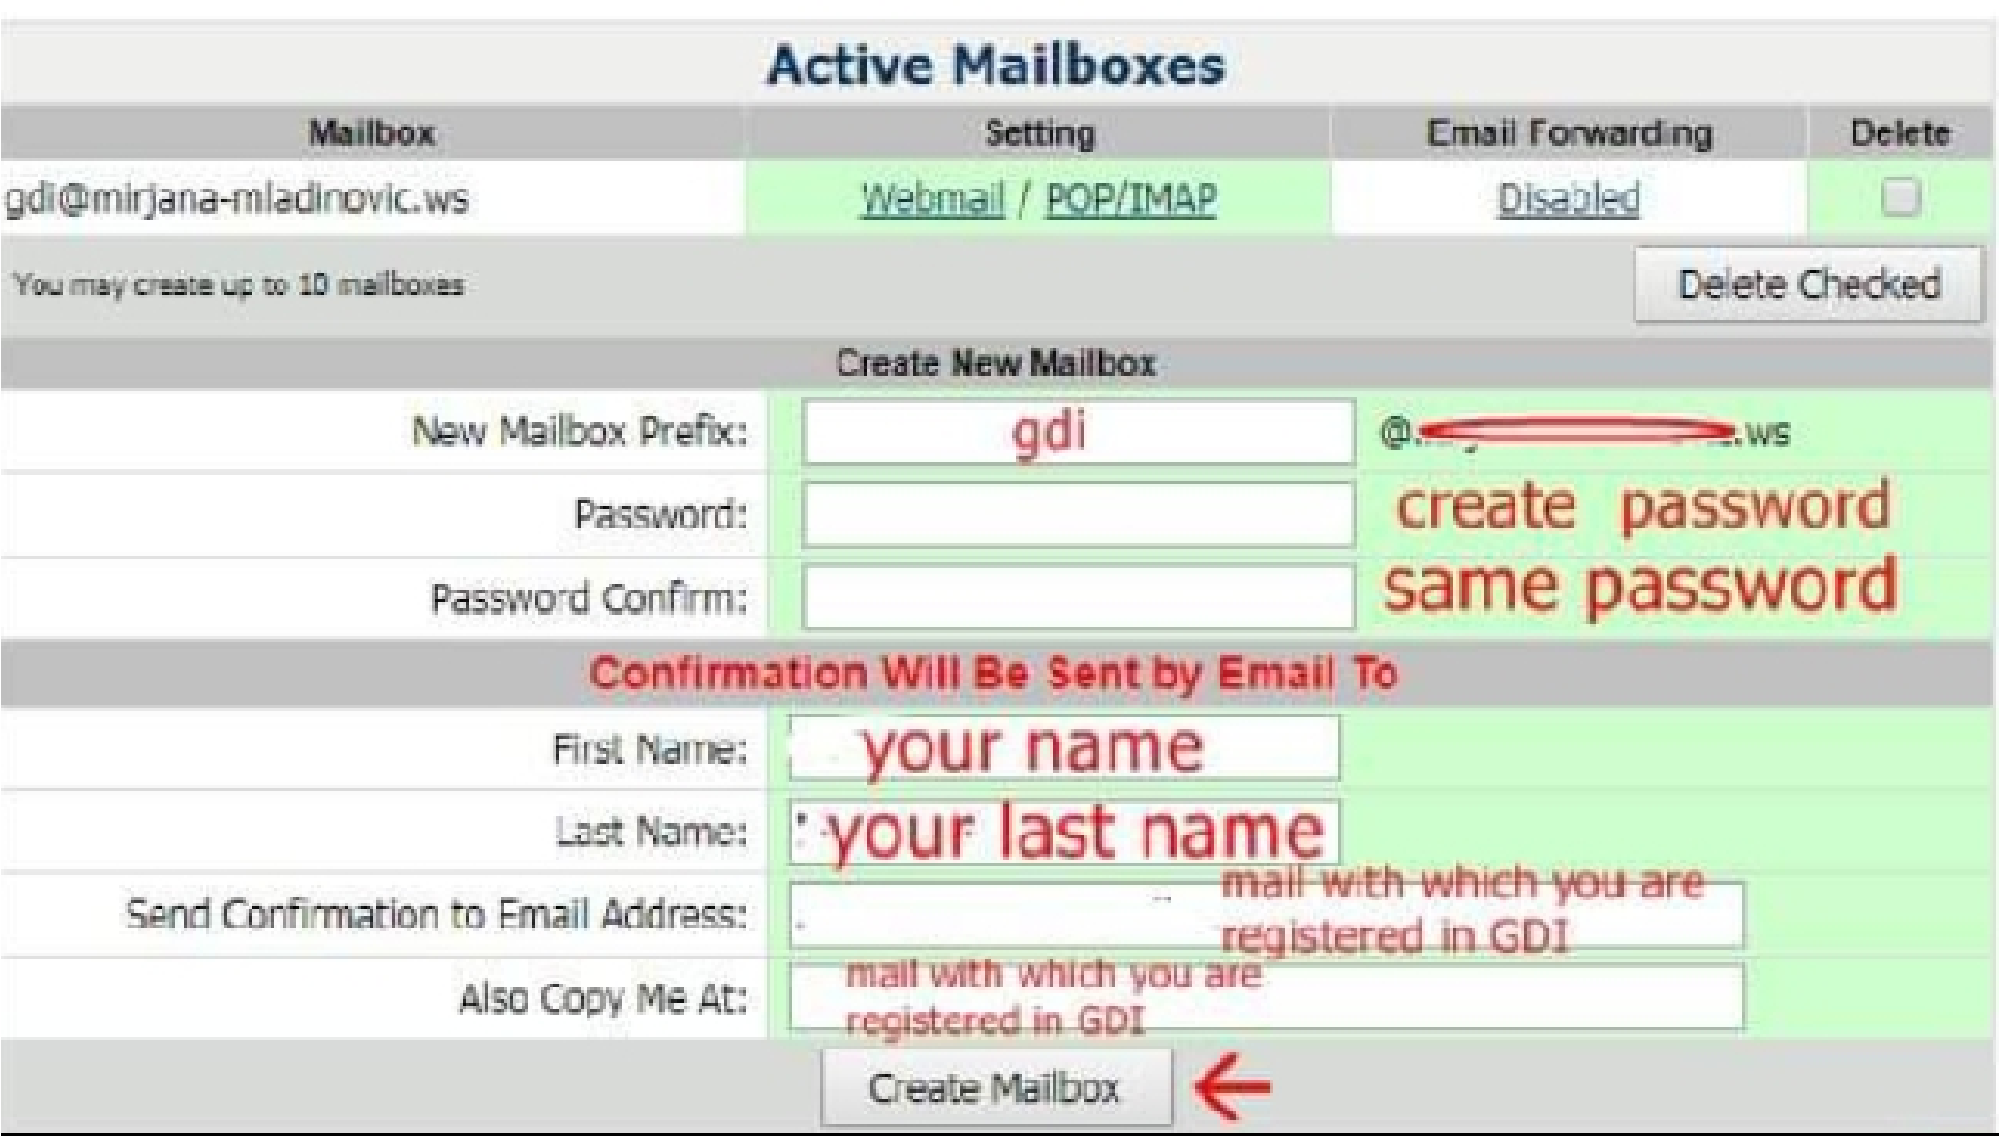 Active Mailboxes
Mailbox Setting Email Forwarding Delete
gdi@mirjana-mladinovic.ws Webmail / POP/IMAP Disabled
You may create up to 10 mailboxes Delete Checked
Create New Mailbox
New Mailbox Prefix: gdi @ .ws
Password: create password
Password Confirm: same password
Confirmation Will Be Sent by Email To
First Name: your name
Last Name: your last name
Send Confirmation to Email Address: mail with which you are
registered in GDI
Also Copy Me At: mail with which you are
registered in GDI
Create Mailbox